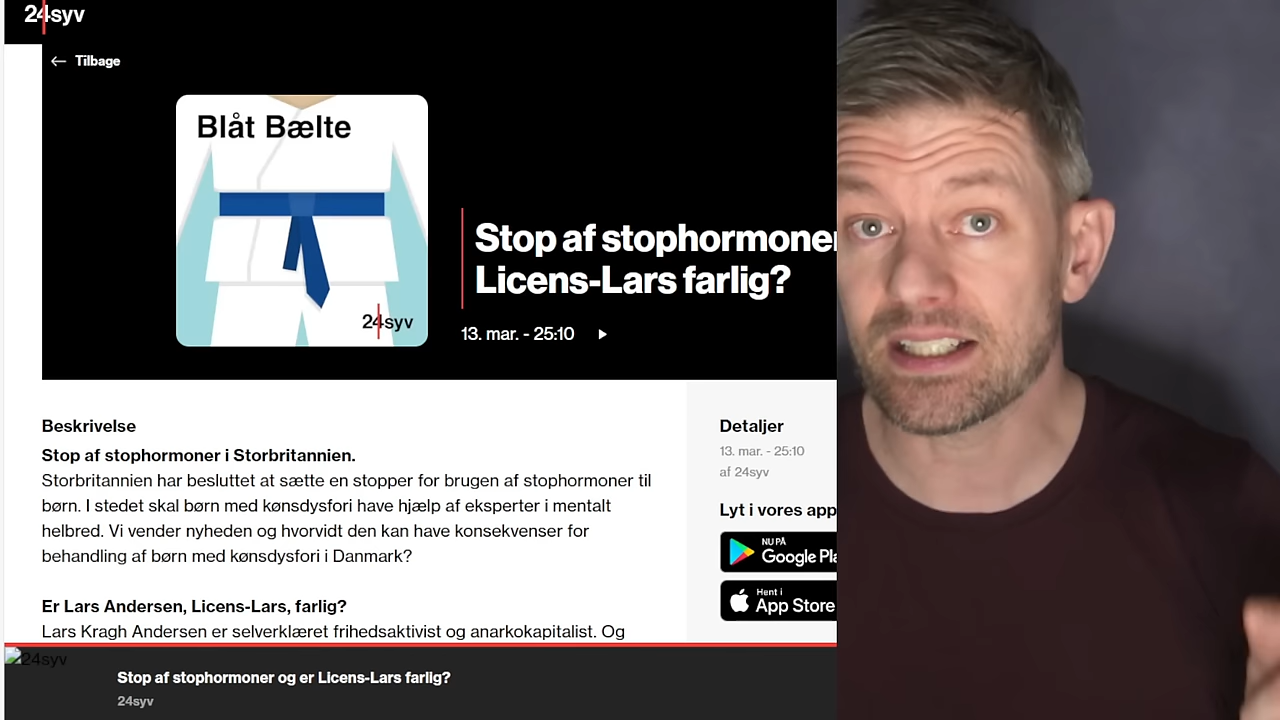 24syv
Tilbage
Blåt Bælte
24syv
Stop af stophormoner
Licens-Lars farlig?
13. mar. - 25:10
Beskrivelse
Stop af stophormoner i Storbritannien.
Storbritannien har besluttet at sætte en stopper for brugen af stophormoner til
børn. I stedet skal børn med kønsdysfori have hjælp af eksperter i mentalt
helbred. Vi vender nyheden og hvorvidt den kan have konsekvenser for
behandling af børn med kønsdysfori i Danmark?
Er Lars Andersen, Licens-Lars, farlig?
Lars Kragh Andersen er selverklæret frihedsaktivist og anarkokapitalist. Og
Detaljer
13. mar. - 25:10
af 24syv
Lyt i vores app
NU PÅ
Google Pla
Hent i
App Store
24syv
Stop af stophormoner og er Licens-Lars farlig?
24syv